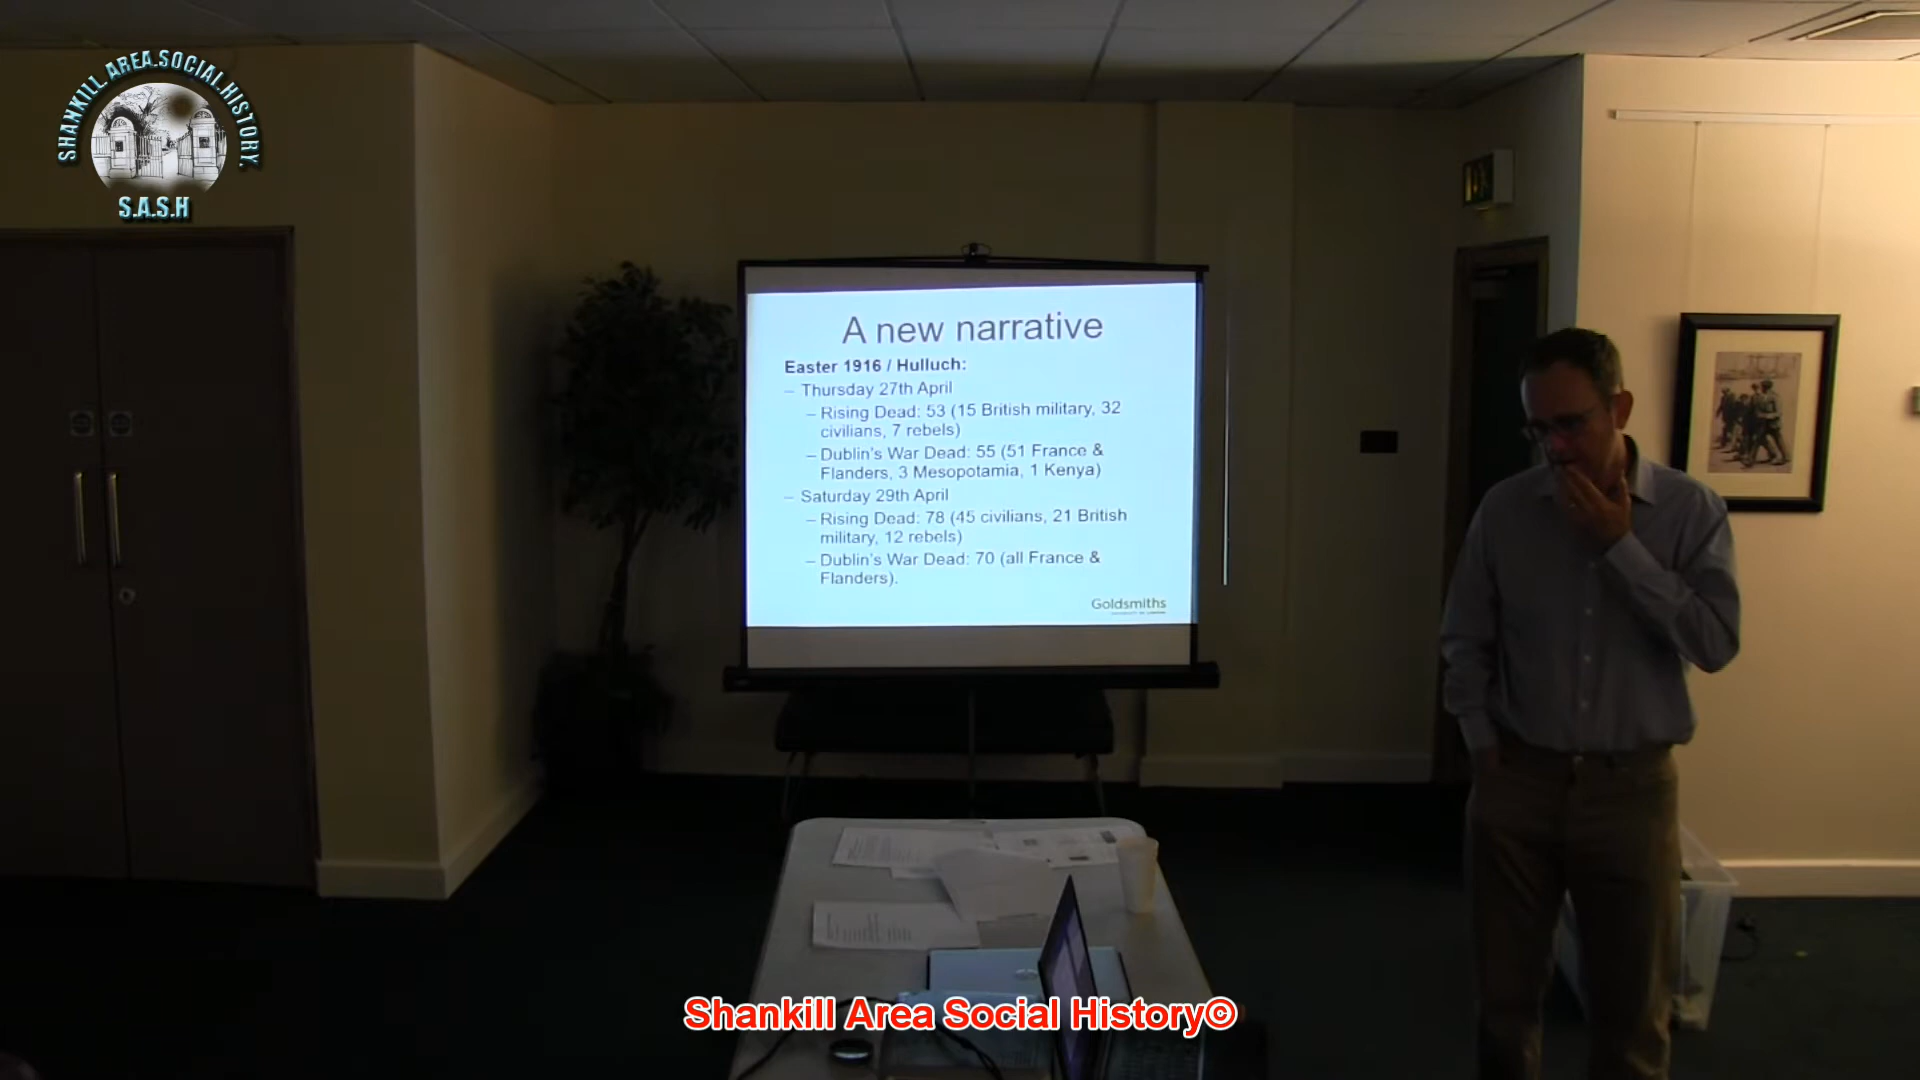 SHANKILL AREA SOCIAL HISTORY.
S.A.S.H
A new narrative
Easter 1916 / Hulluch:
– Thursday 27th April
– Rising Dead: 53 (15 British military, 32
civilians, 7 rebels)
– Dublin's War Dead: 55 (51 France &
Flanders, 3 Mesopotamia, 1 Kenya)
– Saturday 29th April
– Rising Dead: 78 (45 civilians, 21 British
military, 12 rebels)
– Dublin's War Dead: 70 (all France &
Flanders).
Goldsmiths
Shankill Area Social History©